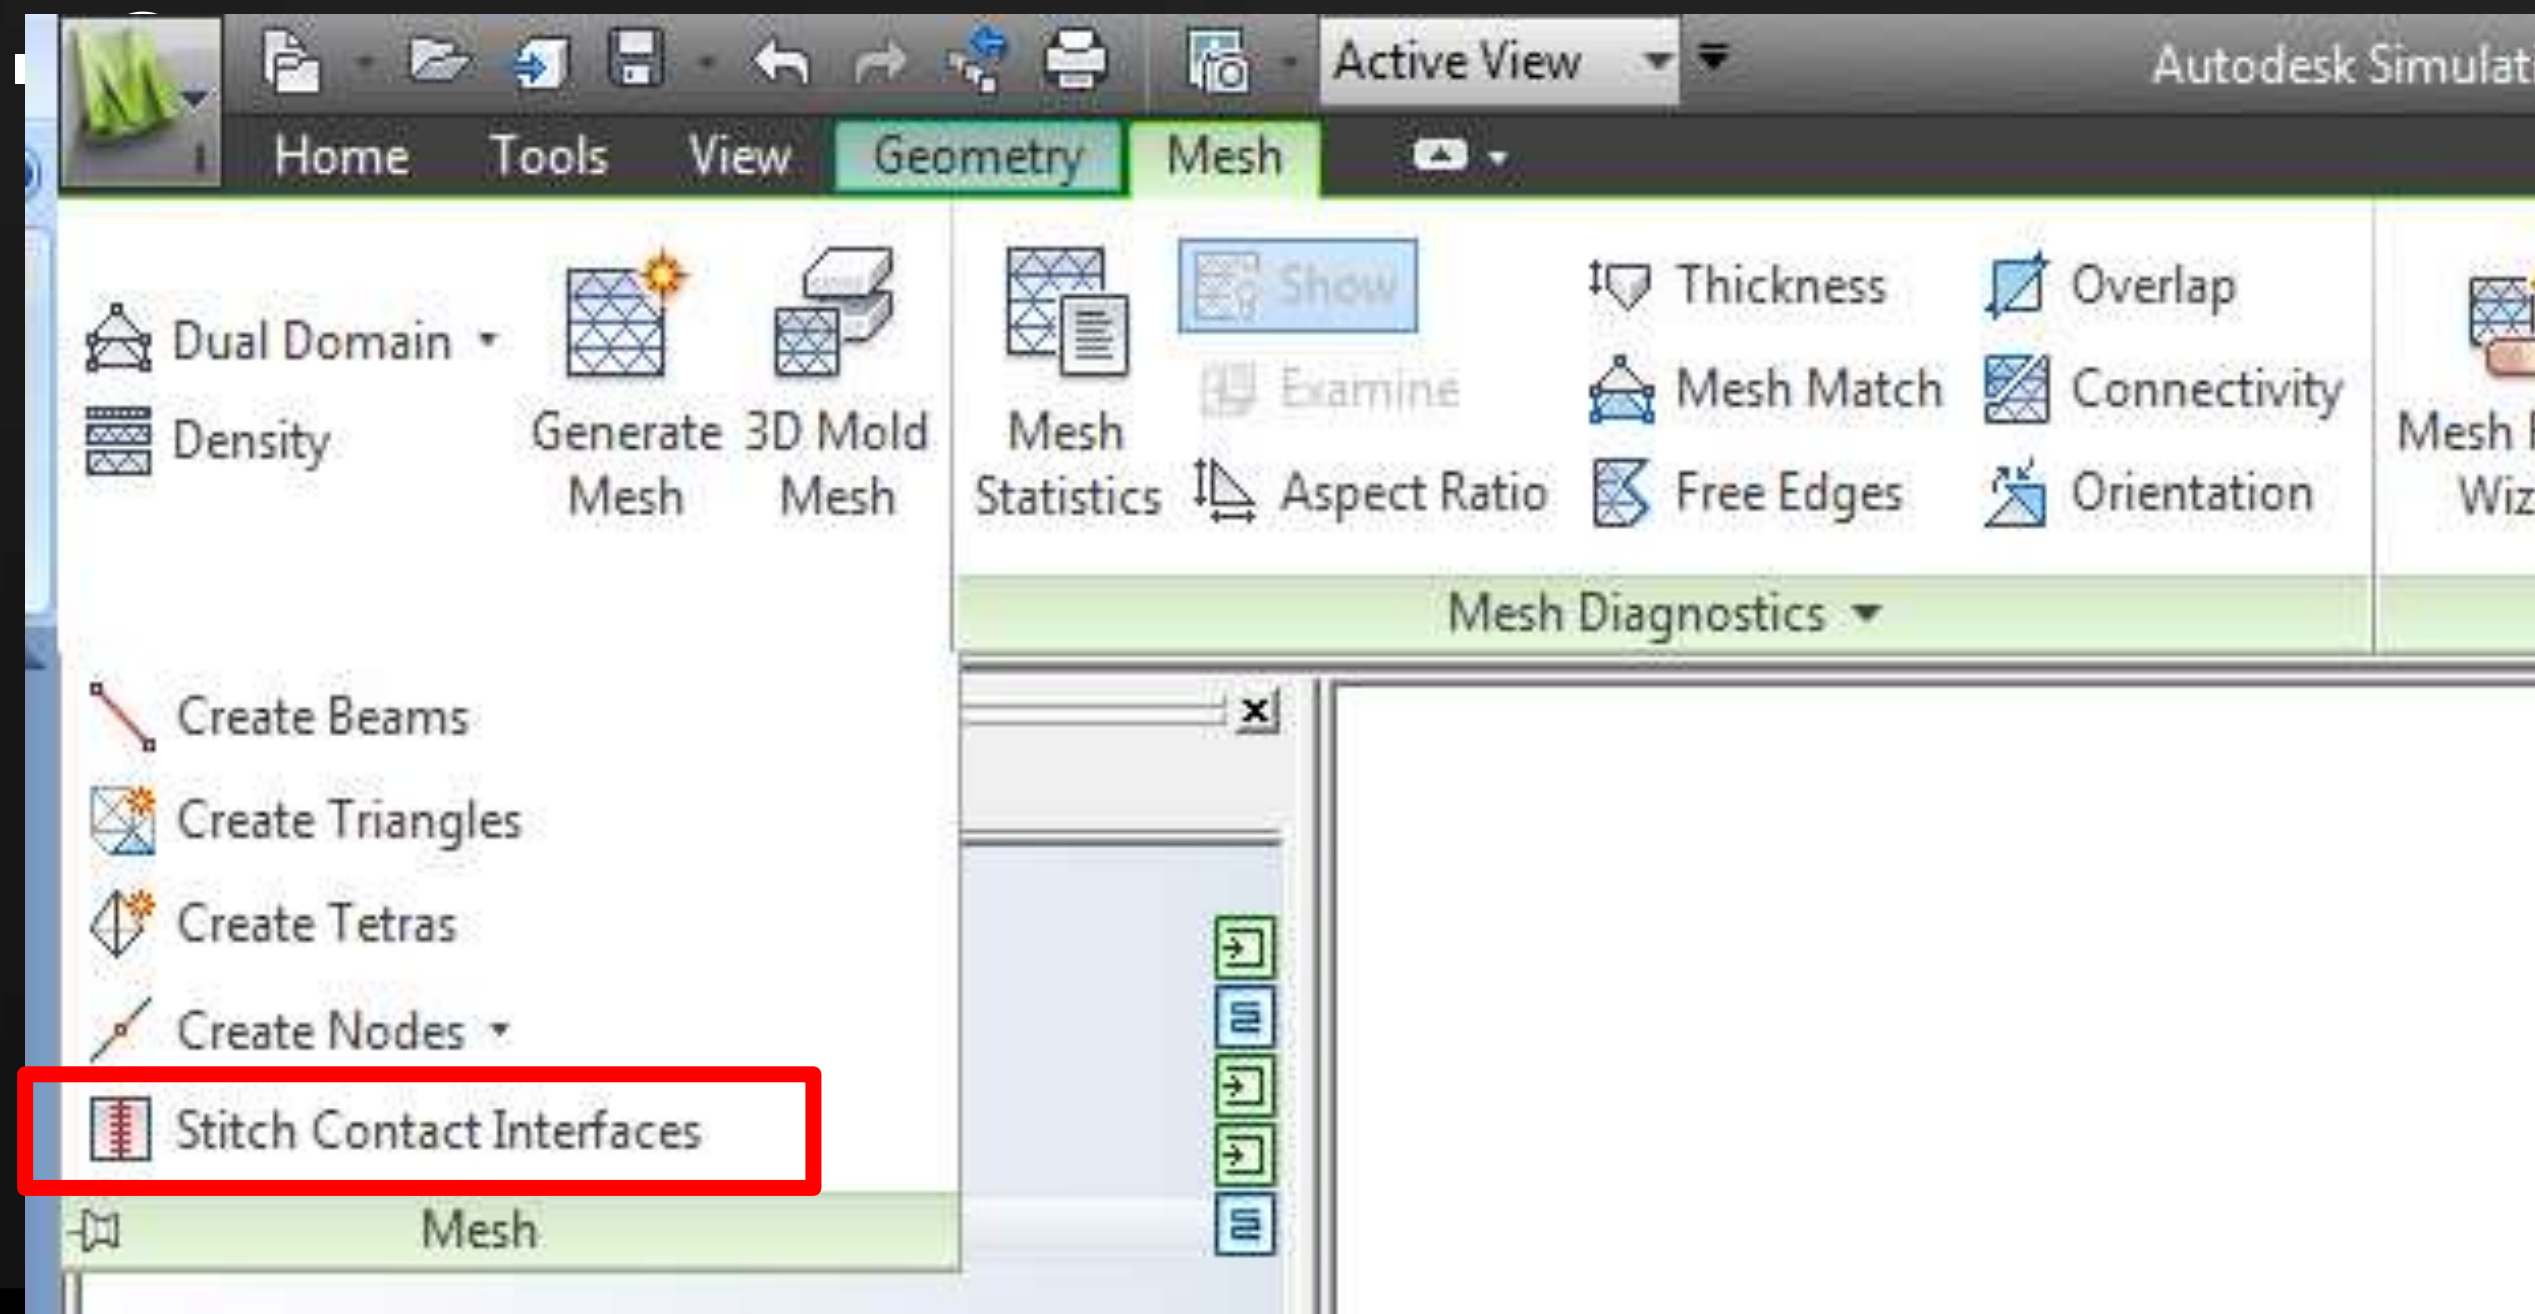 Active View
Autodesk Simulati
Home Tools View Geometry Mesh
Dual Domain
Density
Generate Mesh
3D Mold Mesh
Mesh Statistics
Show
Examine
Aspect Ratio
Thickness
Mesh Match
Free Edges
Overlap
Connectivity
Orientation
Mesh
Wiz
Mesh Diagnostics
Create Beams
Create Triangles
Create Tetras
Create Nodes
Stitch Contact Interfaces
Mesh